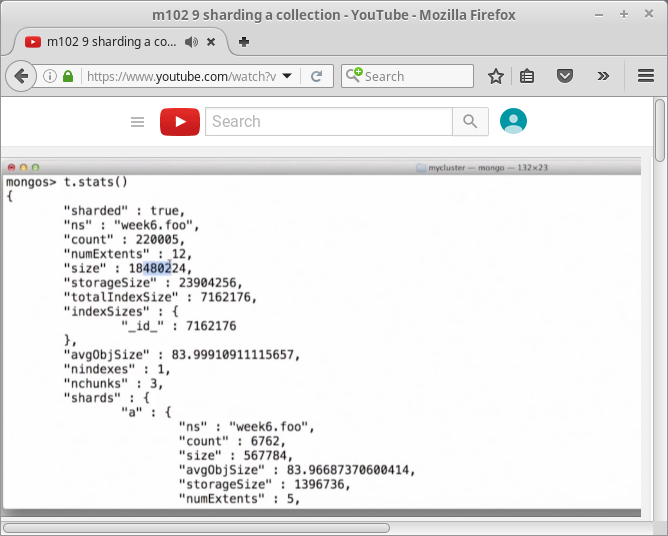 m102 9 sharding a collection - YouTube - Mozilla Firefox
m102 9 sharding a co...
https://www.youtube.com/watch?v
Search
Search
mycluster — mongo — 132×23
mongos> t.stats()
{
"sharded" : true,
"ns" : "week6.foo",
"count" : 220005,
"numExtents" : 12,
"size" : 18480224,
"storageSize" : 23904256,
"totalIndexSize" : 7162176,
"indexSizes" : {
"_id_" : 7162176
},
"avgObjSize" : 83.99910911115657,
"nindexes" : 1,
"nchunks" : 3,
"shards" : {
"a" : {
"ns" : "week6.foo",
"count" : 6762,
"size" : 567784,
"avgObjSize" : 83.96687370600414,
"storageSize" : 1396736,
"numExtents" : 5,